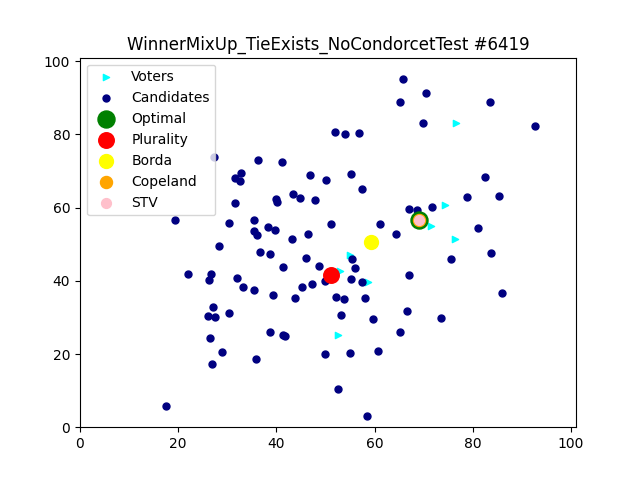 WinnerMixUp_TieExists_NoCondorcetTest #6419
Voters
Candidates
Optimal
Plurality
Borda
Copeland
STV
100
80
60
40
20
0
0 20 40 60 80 100